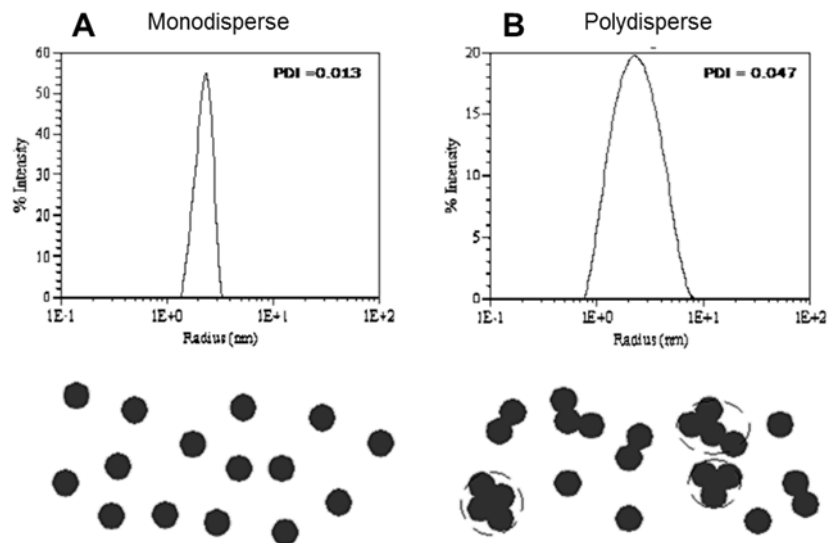 A Monodisperse
60
50
40
30
20
10
0
% Intensity
PDI =0.013
1E-1 1E+0 1E+1 1E+2
Radius (nm)
B Polydisperse
20
15
10
5
0
% Intensity
PDI = 0.047
1E-1 1E+0 1E+1 1E+2
Radius (nm)